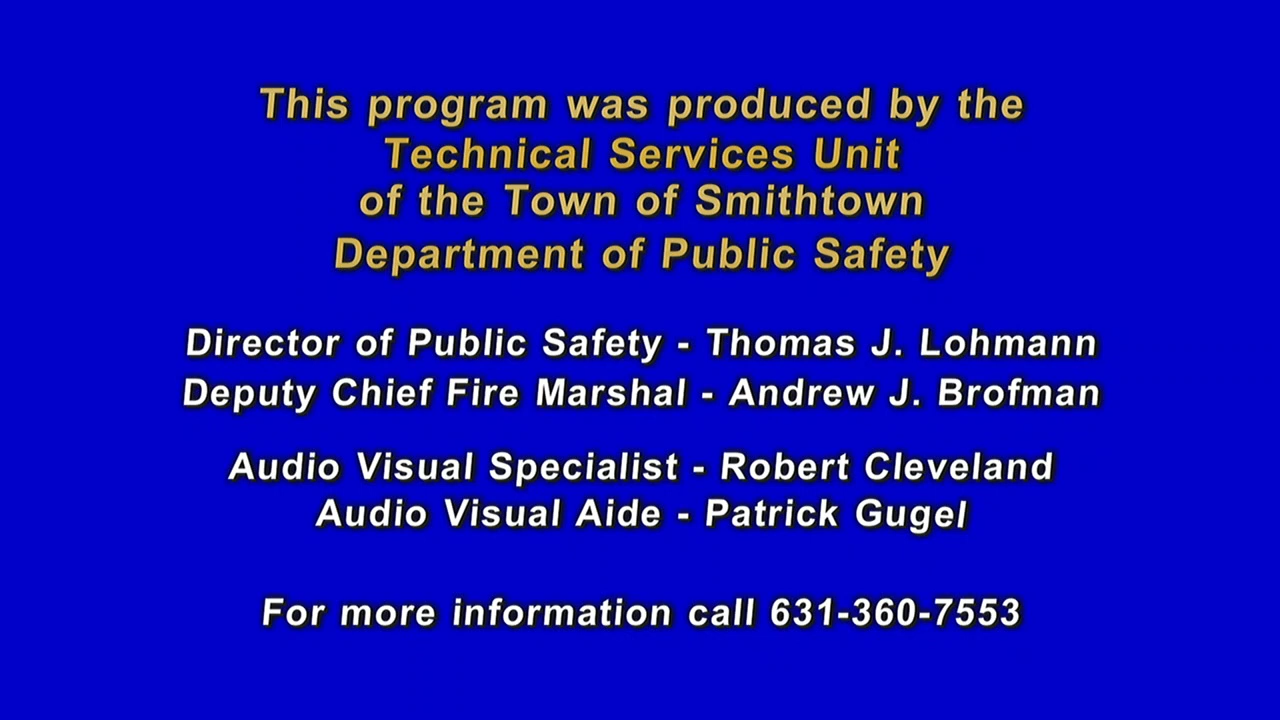 This program was produced by the
Technical Services Unit
of the Town of Smithtown
Department of Public Safety
Director of Public Safety - Thomas J. Lohmann
Deputy Chief Fire Marshal - Andrew J. Brofman
Audio Visual Specialist - Robert Cleveland
Audio Visual Aide - Patrick Gugel
For more information call 631-360-7553